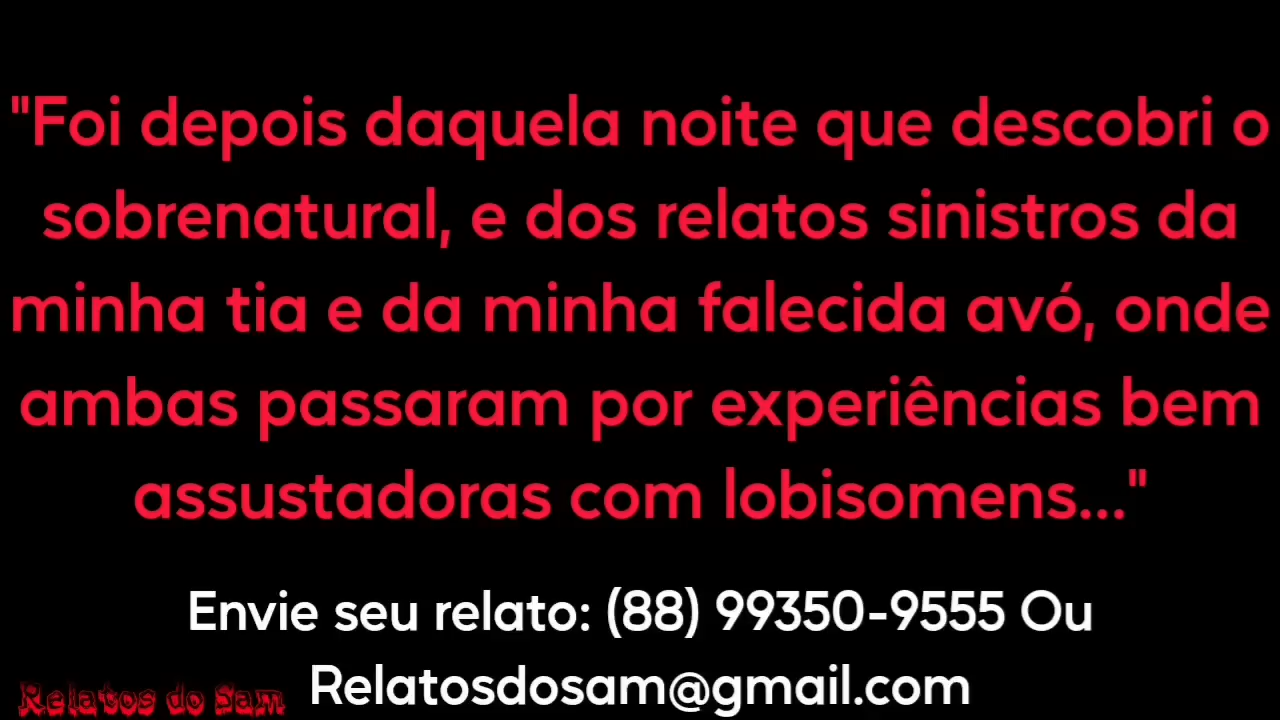 "Foi depois daquela noite que descobri o
sobrenatural, e dos relatos sinistros da
minha tia e da minha falecida avó, onde
ambas passaram por experiências bem
assustadoras com lobisomens..."
Envie seu relato: (88) 99350-9555 Ou
Relatosdosam@gmail.com
Relatos do Sam